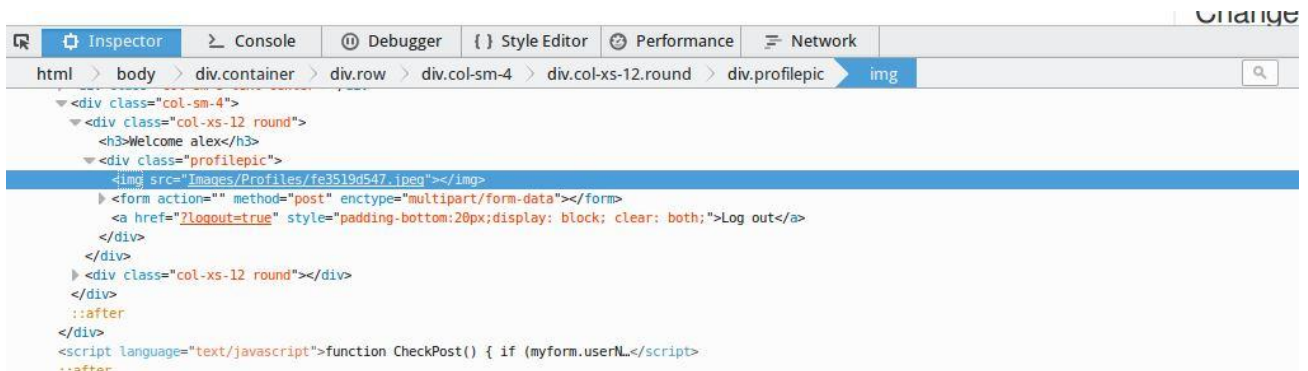 Change
Inspector Console Debugger { } Style Editor Performance Network
html > body > div.container > div.row > div.col-sm-4 > div.col-xs-12.round > div.profilepic > img
<div class="col-sm-4">
<div class="col-xs-12 round">
<h3>Welcome alex</h3>
<div class="profilepic">
<img src="Images/Profiles/fe3519d547.jpeg"></img>
<form action="" method="post" enctype="multipart/form-data"></form>
<a href="?logout=true" style="padding-bottom:20px;display: block; clear: both;">Log out</a>
</div>
</div>
<div class="col-xs-12 round"></div>
</div>
::after
</div>
<script language="text/javascript">function CheckPost() { if (myform.userN…</script>
::after